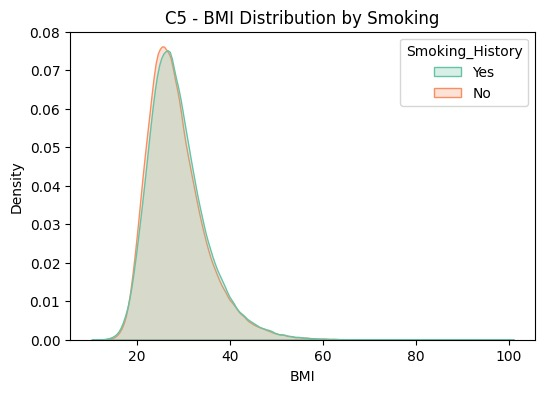 C5 - BMI Distribution by Smoking
Smoking_History
Yes
No
0.08
0.07
0.06
0.05
0.04
0.03
0.02
0.01
0.00
Density
20 40 60 80 100
BMI